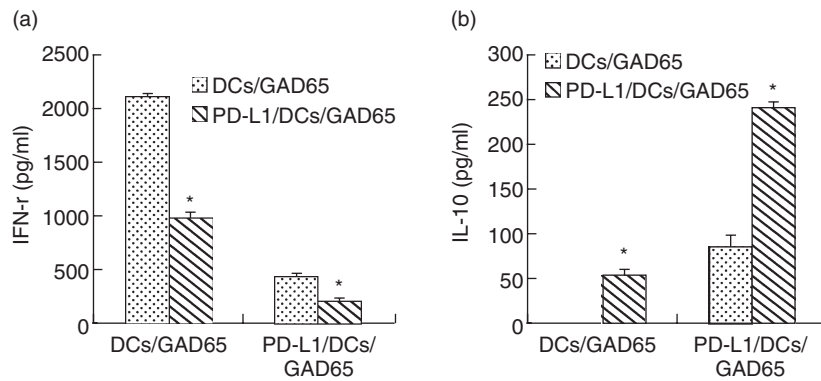 (a)
IFN-r (pg/ml)
2500
2000
1500
1000
500
0
DCs/GAD65
PD-L1/DCs/GAD65
*
*
DCs/GAD65
PD-L1/DCs/
GAD65
(b)
IL-10 (pg/ml)
300
250
200
150
100
50
0
DCs/GAD65
PD-L1/DCs/GAD65
*
*
DCs/GAD65
PD-L1/DCs/
GAD65